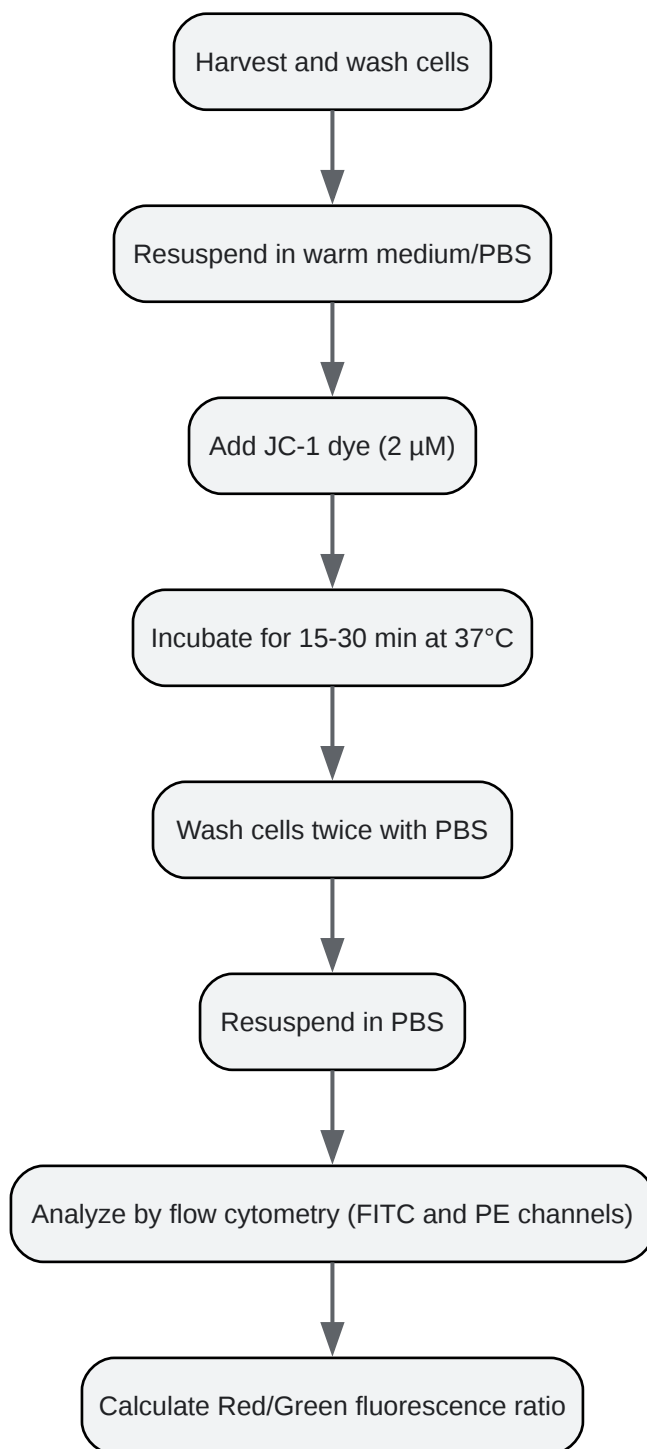 Harvest and wash cells
Resuspend in warm medium/PBS
Add JC-1 dye (2 µM)
Incubate for 15-30 min at 37°C
Wash cells twice with PBS
Resuspend in PBS
Analyze by flow cytometry (FITC and PE channels)
Calculate Red/Green fluorescence ratio